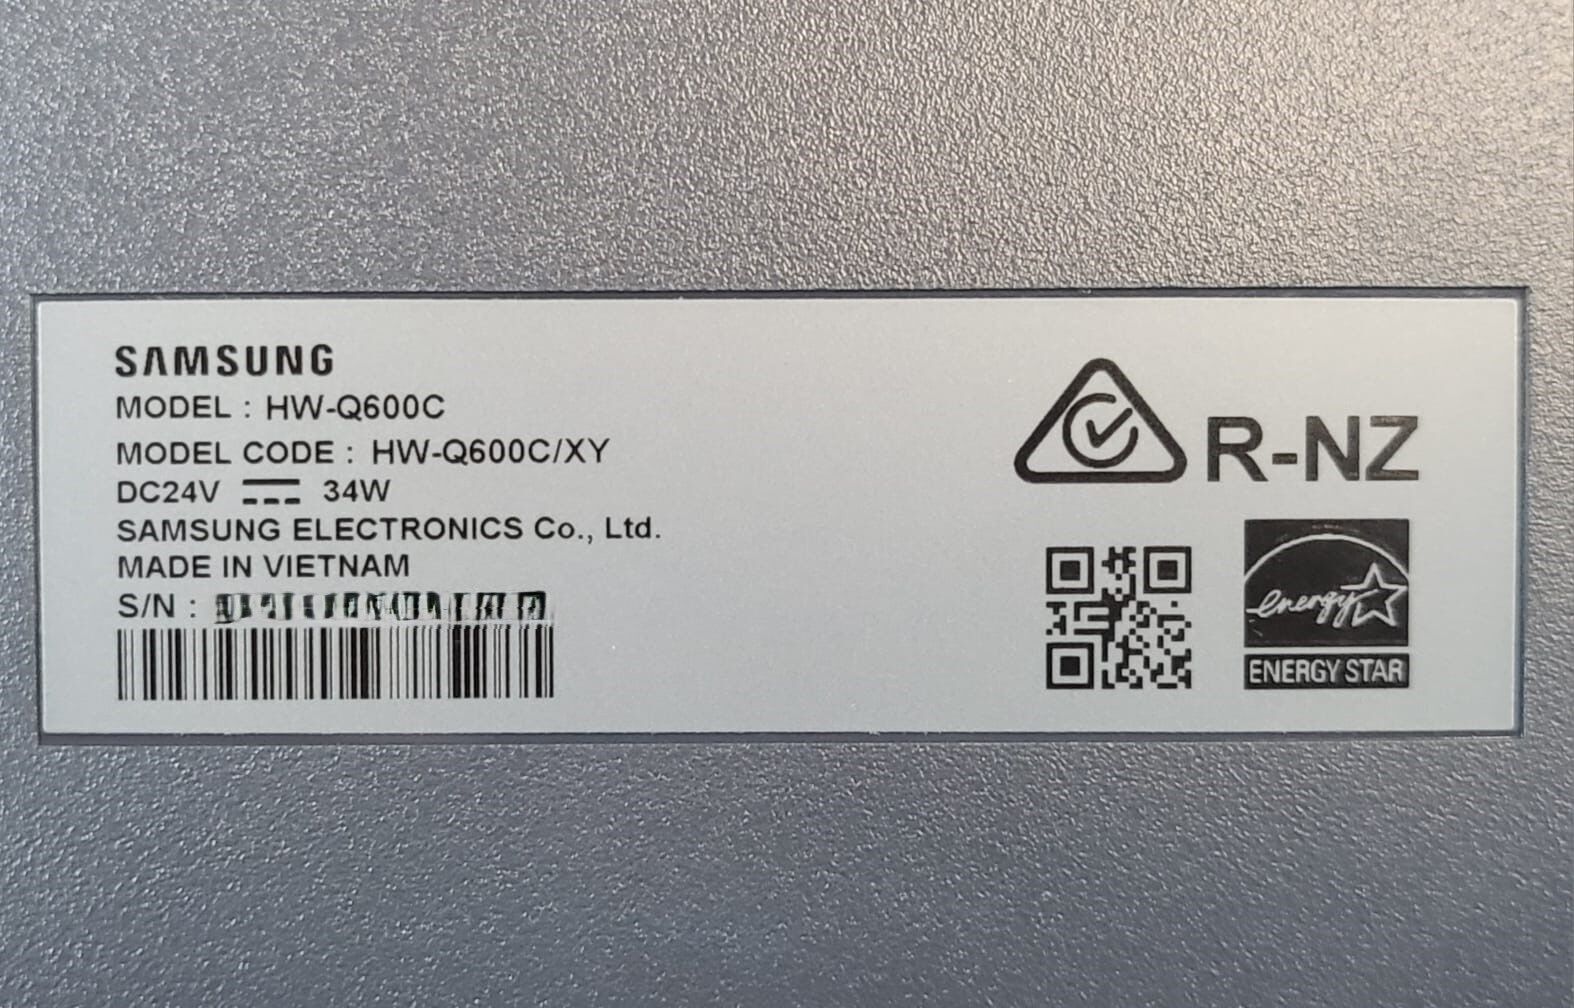 SAMSUNG
MODEL : HW-Q600C
MODEL CODE : HW-Q600C/XY
DC24V 34W
SAMSUNG ELECTRONICS Co., Ltd.
MADE IN VIETNAM
S/N :
R-NZ
energy
ENERGY STAR